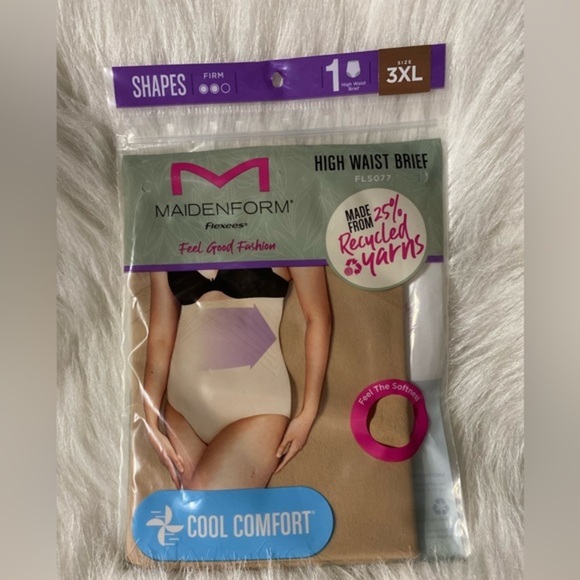 SHAPES
FIRM
1
High Waist
Brief
SIZE
3XL
HIGH WAIST BRIEF
FLS077
MAIDENFORM®
flexees®
Feel Good Fashion
MADE
FROM 25%
Recycled
yarns
Feel The Softness
COOL COMFORT